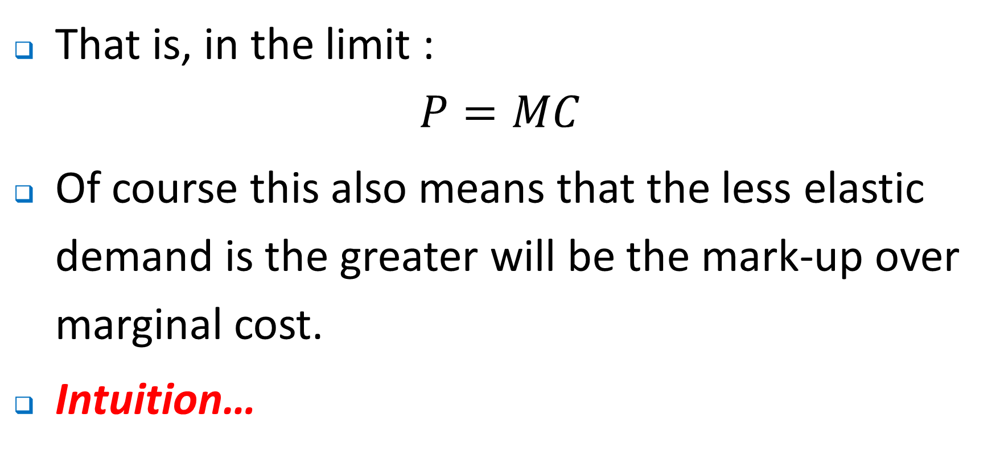 ❑ That is, in the limit :
P = MC
❑ Of course this also means that the less elastic
demand is the greater will be the mark-up over
marginal cost.
❑ Intuition...